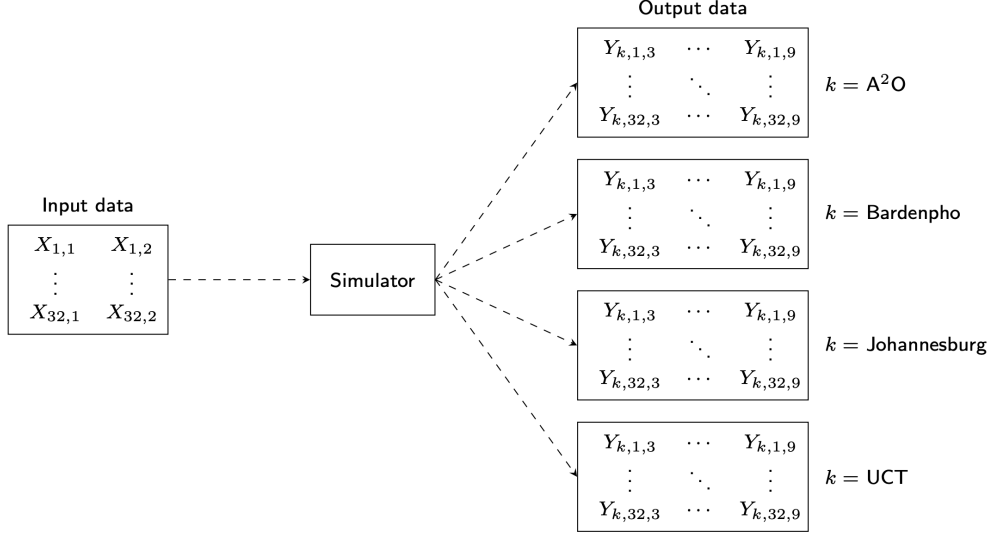 Output data
Y_{k,1,3} ⋯ Y_{k,1,9}
⋮ ⋱ ⋮
Y_{k,32,3} ⋯ Y_{k,32,9}
k = A²O
Y_{k,1,3} ⋯ Y_{k,1,9}
⋮ ⋱ ⋮
Y_{k,32,3} ⋯ Y_{k,32,9}
k = Bardenpho
Input data
X_{1,1} X_{1,2}
⋮ ⋮
X_{32,1} X_{32,2}
Simulator
Y_{k,1,3} ⋯ Y_{k,1,9}
⋮ ⋱ ⋮
Y_{k,32,3} ⋯ Y_{k,32,9}
k = Johannesburg
Y_{k,1,3} ⋯ Y_{k,1,9}
⋮ ⋱ ⋮
Y_{k,32,3} ⋯ Y_{k,32,9}
k = UCT